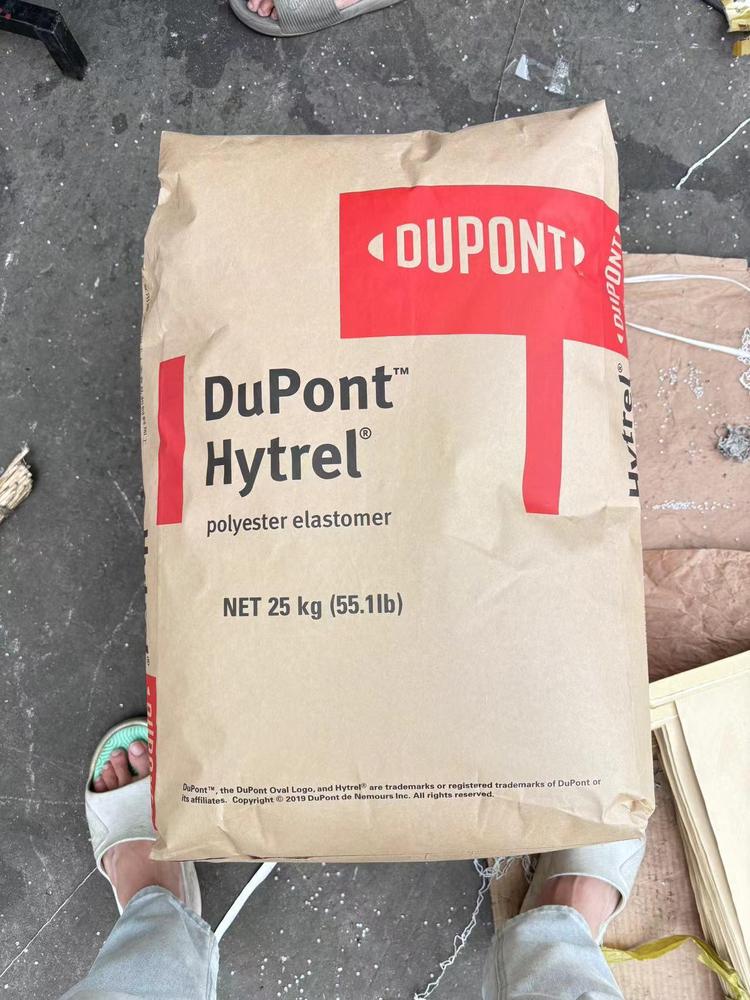 DUPONT
DUPONT
DuPont™
Hytrel®
Hytrel®
polyester elastomer
NET 25 kg (55.1lb)
DuPont™, the DuPont Oval Logo, and Hytrel® are trademarks or registered trademarks of DuPont or
its affiliates. Copyright © 2019 DuPont de Nemours Inc. All rights reserved.